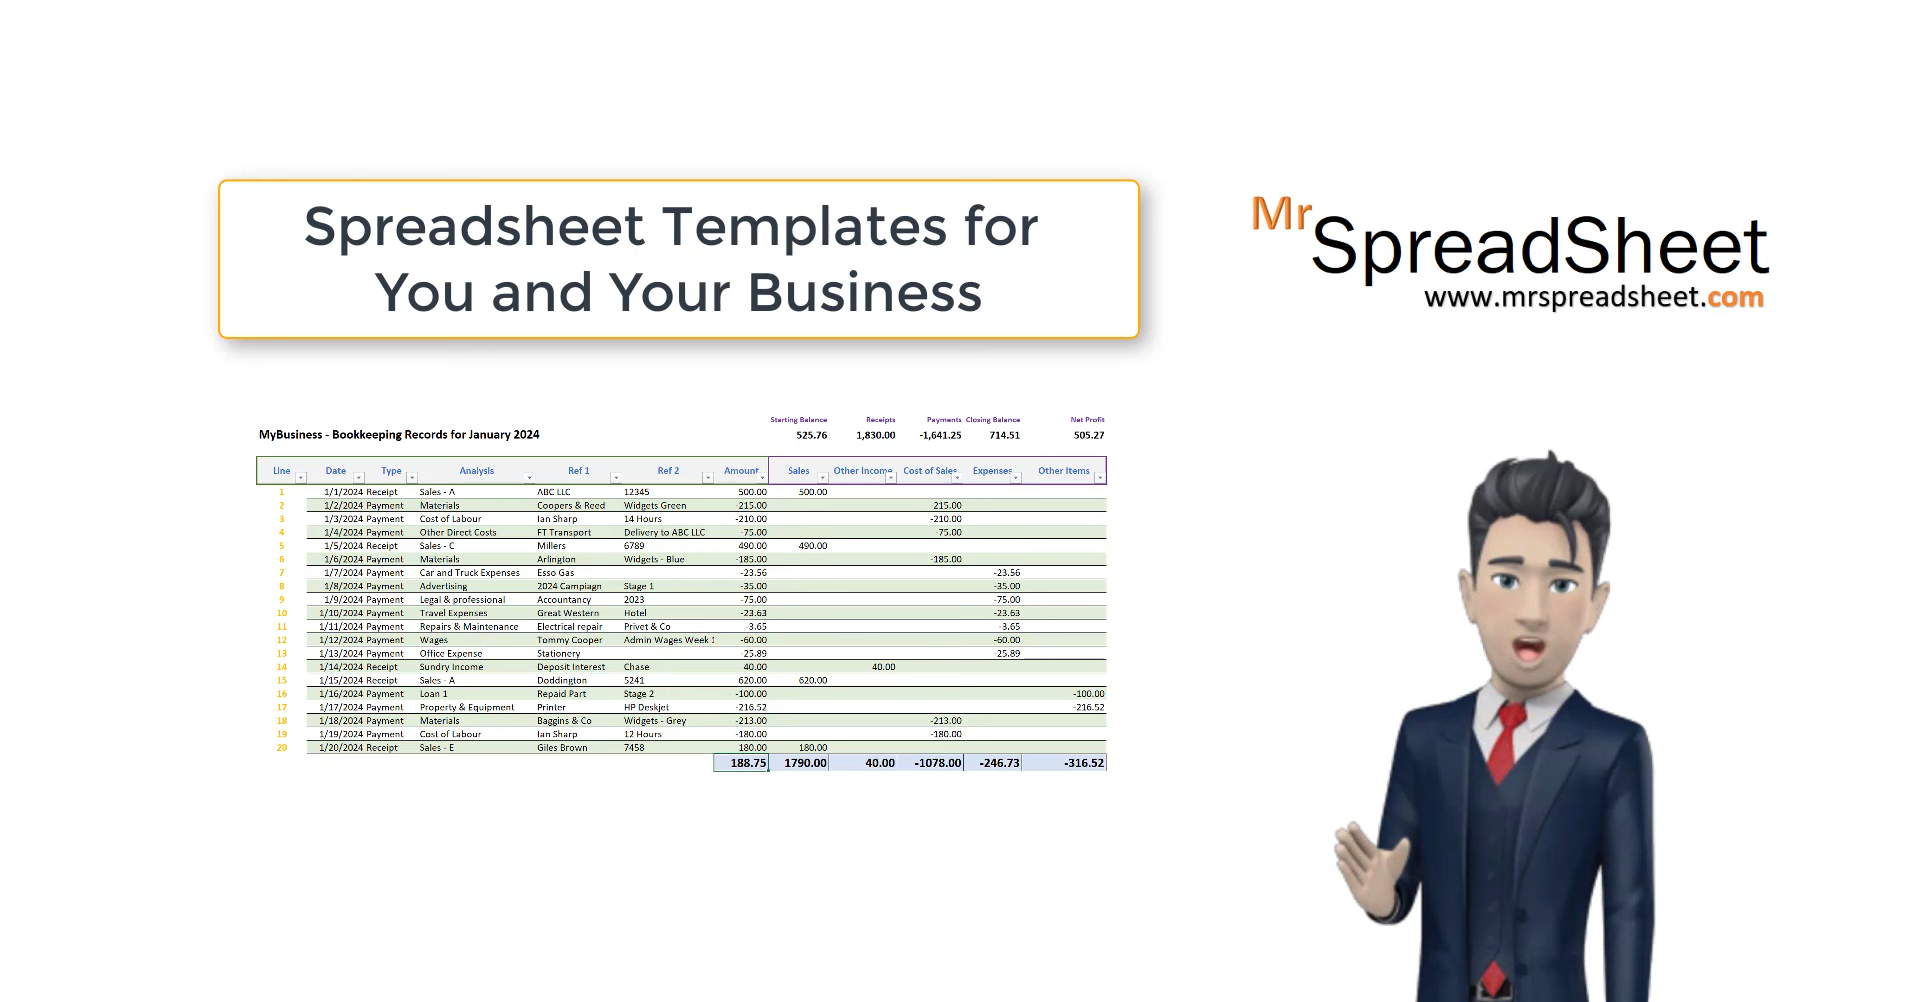 Spreadsheet Templates for
You and Your Business
Mr SpreadSheet
www.mrspreadsheet.com
Starting Balance Receipts Payments Closing Balance Net Profit
MyBusiness - Bookkeeping Records for January 2024 525.76 1,830.00 -1,641.25 714.51 505.27
Line Date Type Analysis Ref 1 Ref 2 Amount Sales Other Income Cost of Sales Expenses Other Items
1 1/1/2024 Receipt Sales - A ABC LLC 12345 500.00 500.00
2 1/2/2024 Payment Materials Coopers & Reed Widgets Green -215.00 -215.00
3 1/3/2024 Payment Cost of Labour Ian Sharp 14 Hours -210.00 -210.00
4 1/4/2024 Payment Other Direct Costs FT Transport Delivery to ABC LLC -75.00 -75.00
5 1/5/2024 Receipt Sales - C Millers 6789 490.00 490.00
6 1/6/2024 Payment Materials Arlington Widgets - Blue -185.00 -185.00
7 1/7/2024 Payment Car and Truck Expenses Esso Gas -23.56 -23.56
8 1/8/2024 Payment Advertising 2024 Campiagn Stage 1 -35.00 -35.00
9 1/9/2024 Payment Legal & professional Accountancy 2023 -75.00 -75.00
10 1/10/2024 Payment Travel Expenses Great Western Hotel -23.63 -23.63
11 1/11/2024 Payment Repairs & Maintenance Electrical repair Privet & Co -3.65 -3.65
12 1/12/2024 Payment Wages Tommy Cooper Admin Wages Week 1 -60.00 -60.00
13 1/13/2024 Payment Office Expense Stationery -25.89 -25.89
14 1/14/2024 Receipt Sundry Income Deposit Interest Chase 40.00 40.00
15 1/15/2024 Receipt Sales - A Doddington 5241 620.00 620.00
16 1/16/2024 Payment Loan 1 Repaid Part Stage 2 -100.00 -100.00
17 1/17/2024 Payment Property & Equipment Printer HP Deskjet -216.52 -216.52
18 1/18/2024 Payment Materials Baggins & Co Widgets - Grey -213.00 -213.00
19 1/19/2024 Payment Cost of Labour Ian Sharp 12 Hours -180.00 -180.00
20 1/20/2024 Receipt Sales - E Giles Brown 7458 180.00 180.00
188.75 1790.00 40.00 -1078.00 -246.73 -316.52